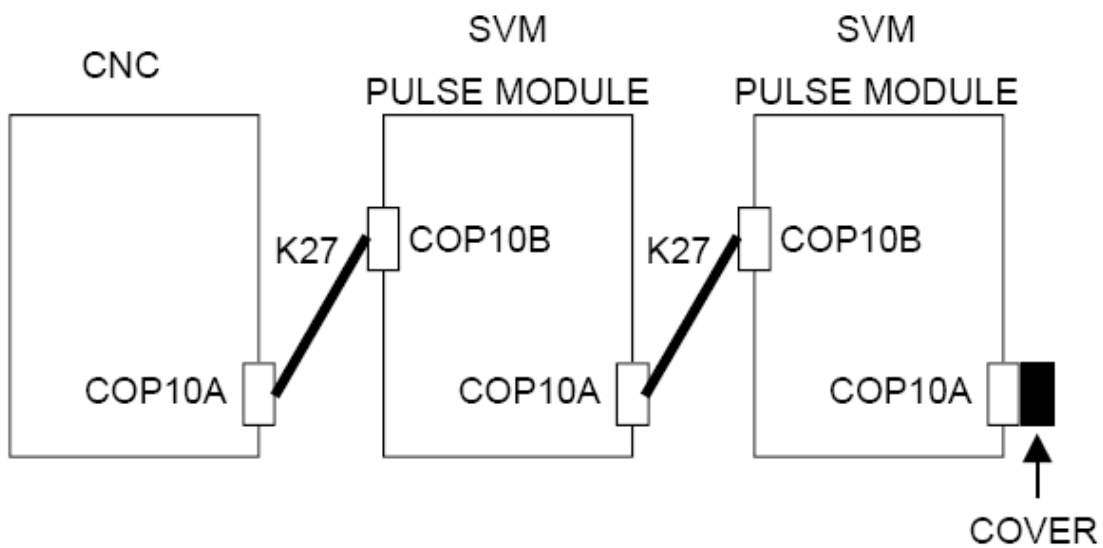 CNC
SVM
PULSE MODULE
SVM
PULSE MODULE
K27
COP10B
K27
COP10B
COP10A
COP10A
COP10A
COVER